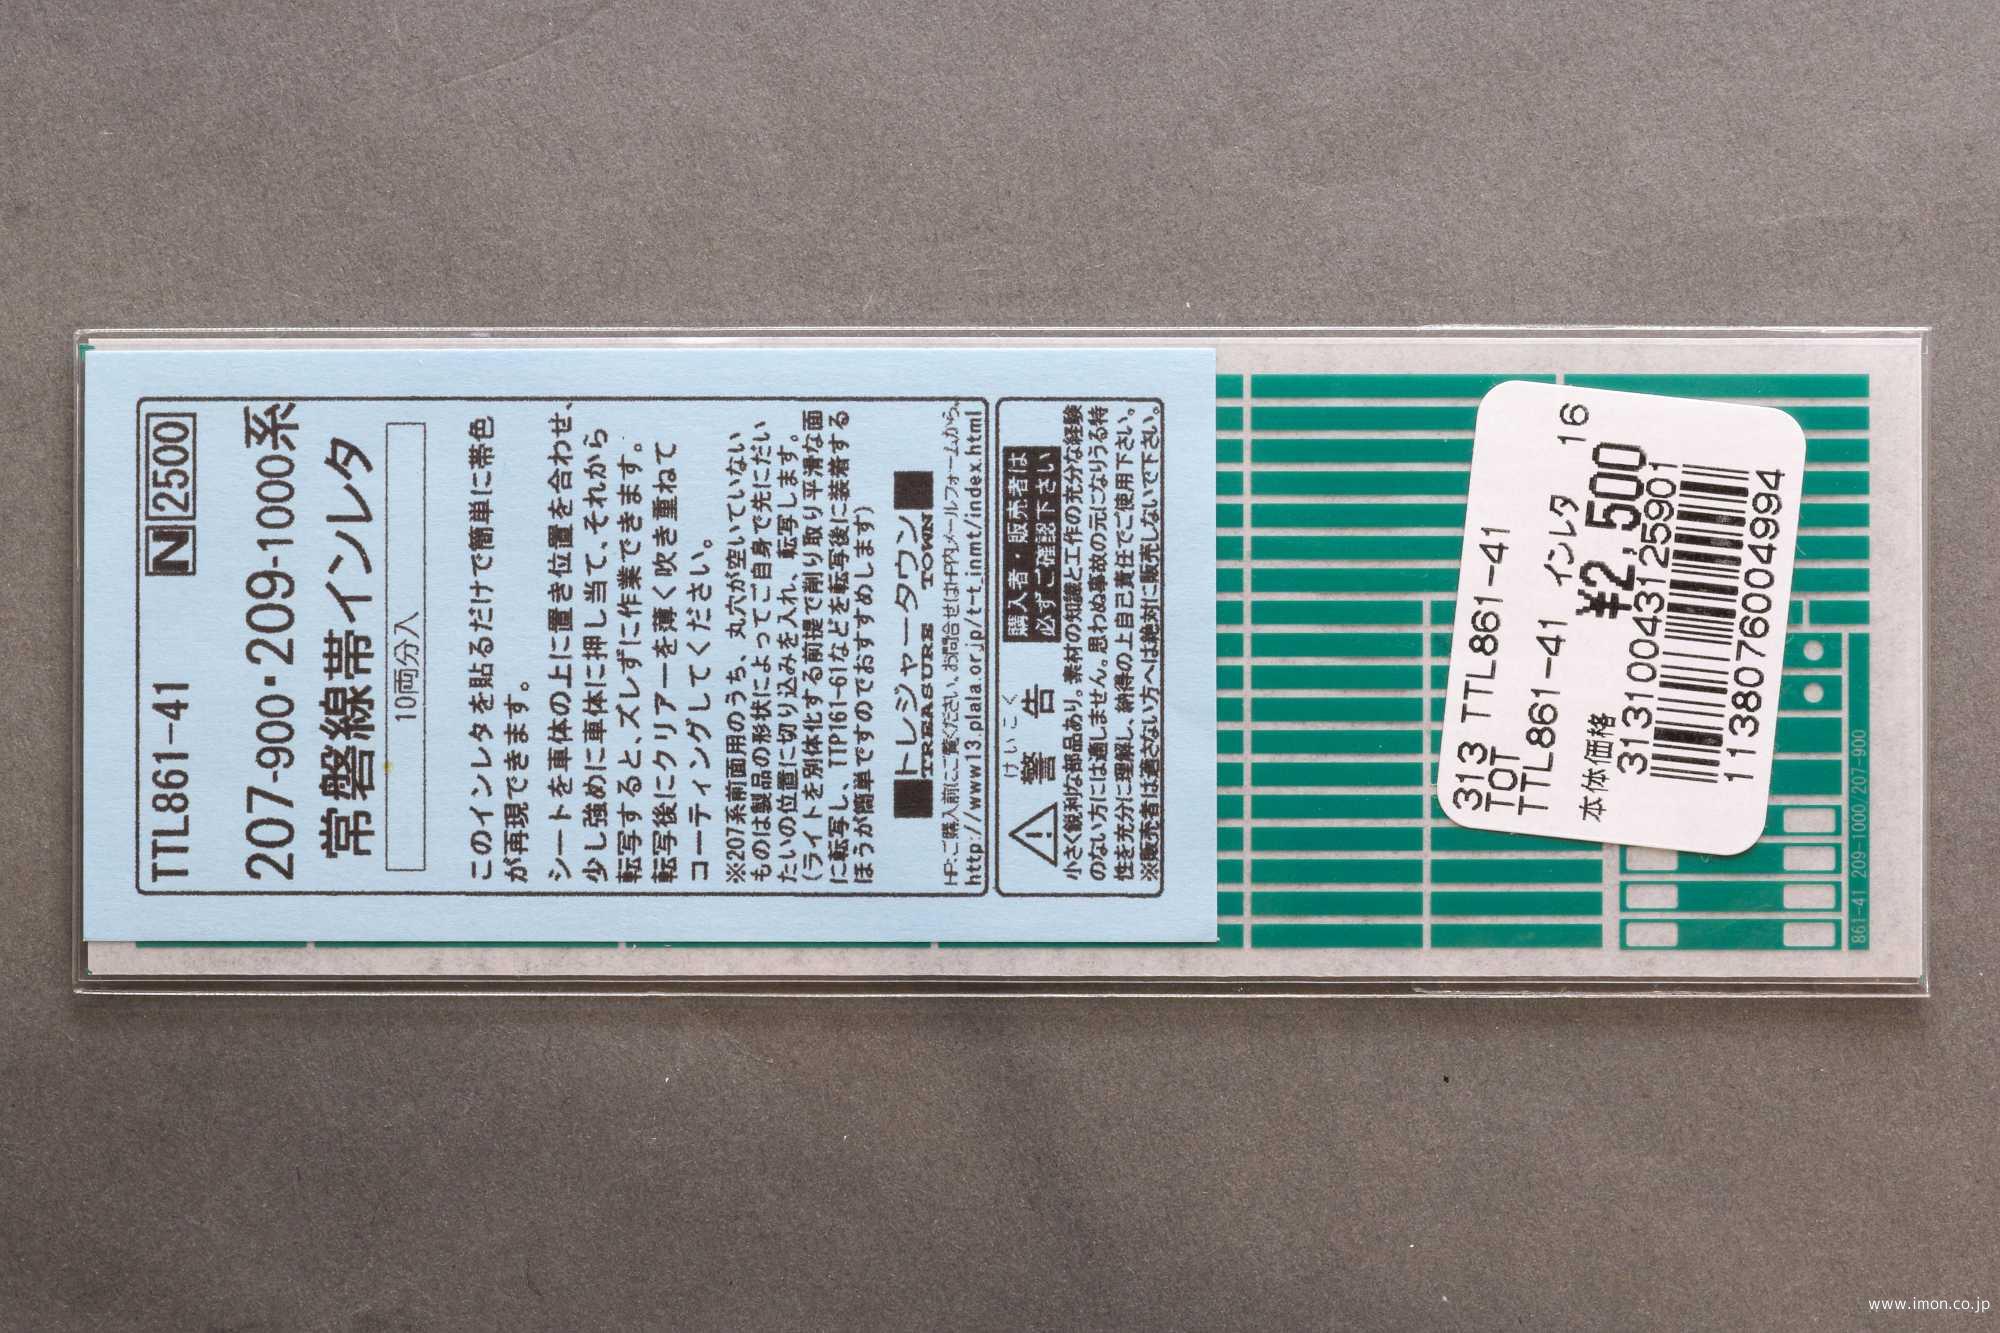 TTL861-41 N 2500
207-900・209-1000系
常磐線帯インレタ
10両分入
このインレタを貼るだけで簡単に帯色
が再現できます。
シートを車体の上に置き位置を合わせ、
少し強めに車体に押し当て、それから
転写すると、ズレずに作業できます。
転写後にクリアーを薄く吹き重ねて
コーティングしてください。
※207系前面用のうち、丸穴が空いていない
ものは製品の形状によってご自身で先にだい
たいの位置に切り込みを入れ、転写します。
(ライトを別体化する前提で削り取り平滑な面
に転写し、TTP161-61などを転写後に装着する
ほうが簡単ですのでおすすめします)
トレジャータウン
TREASURE TOWN
HP:ご購入前にご覧ください。お問合せはHP内メールフォームから。
http://www13.plala.or.jp/t-t_inmt/index.html
けいこく
警告
購入者・販売者は
必ずご確認下さい
小さく鋭利な部品あり。素材の知識と工作の充分な経験
のない方には適しません。思わぬ事故の元になりうる特
性を充分に理解し、納得の上自己責任でご使用下さい。
※販売者は適さない方へは絶対に販売しないで下さい。
313 TTL861-41
TOT 16
TTL861-41 インレタ
本体価格 ¥2,500
3131004313125901
1138076004994
861-41 209-1000/207-900
www.imon.co.jp